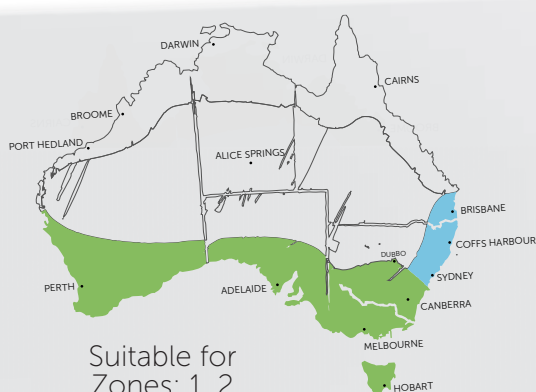 DARWIN
CAIRNS
BROOME
PORT HEDLAND
ALICE SPRINGS
BRISBANE
COFFS HARBOUR
DUBBO
SYDNEY
PERTH
ADELAIDE
CANBERRA
MELBOURNE
Suitable for
Zones: 1, 2
HOBART